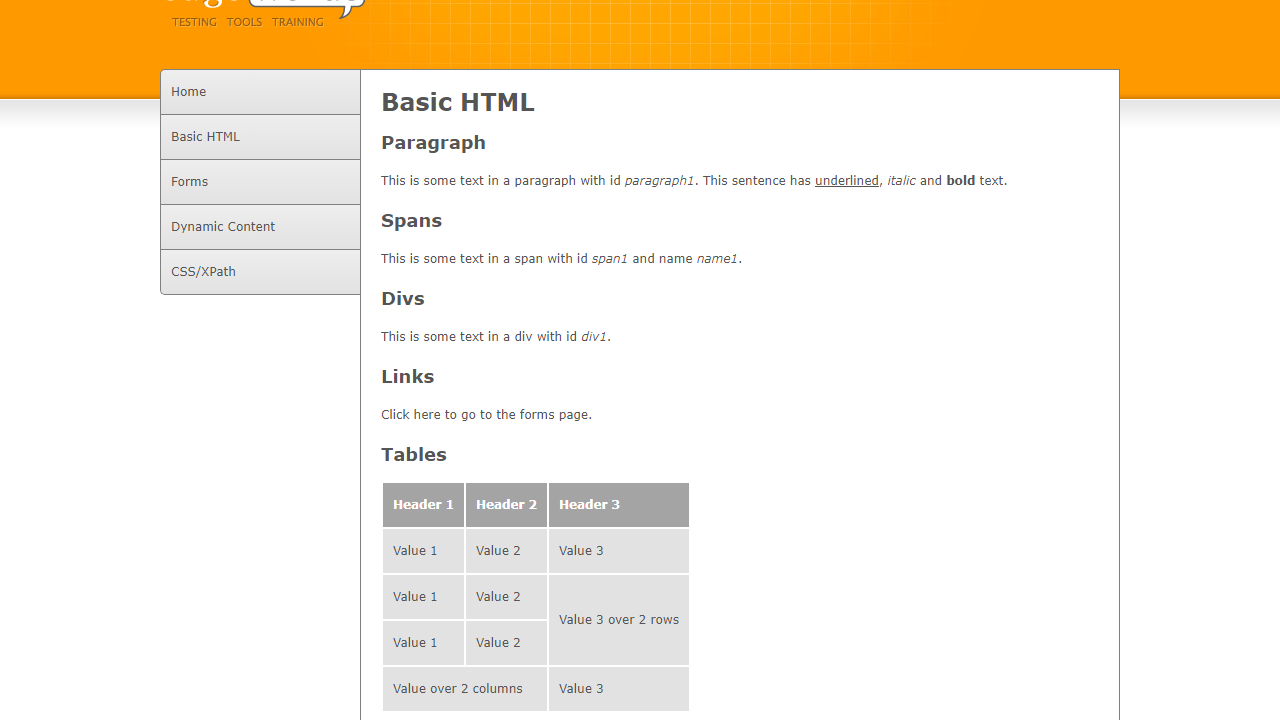 TESTING TOOLS TRAINING
Home
Basic HTML
Forms
Dynamic Content
CSS/XPath
Basic HTML
Paragraph
This is some text in a paragraph with id paragraph1. This sentence has underlined, italic and bold text.
Spans
This is some text in a span with id span1 and name name1.
Divs
This is some text in a div with id div1.
Links
Click here to go to the forms page.
Tables
Header 1 Header 2 Header 3
Value 1 Value 2 Value 3
Value 1 Value 2
Value 3 over 2 rows
Value 1 Value 2
Value over 2 columns Value 3